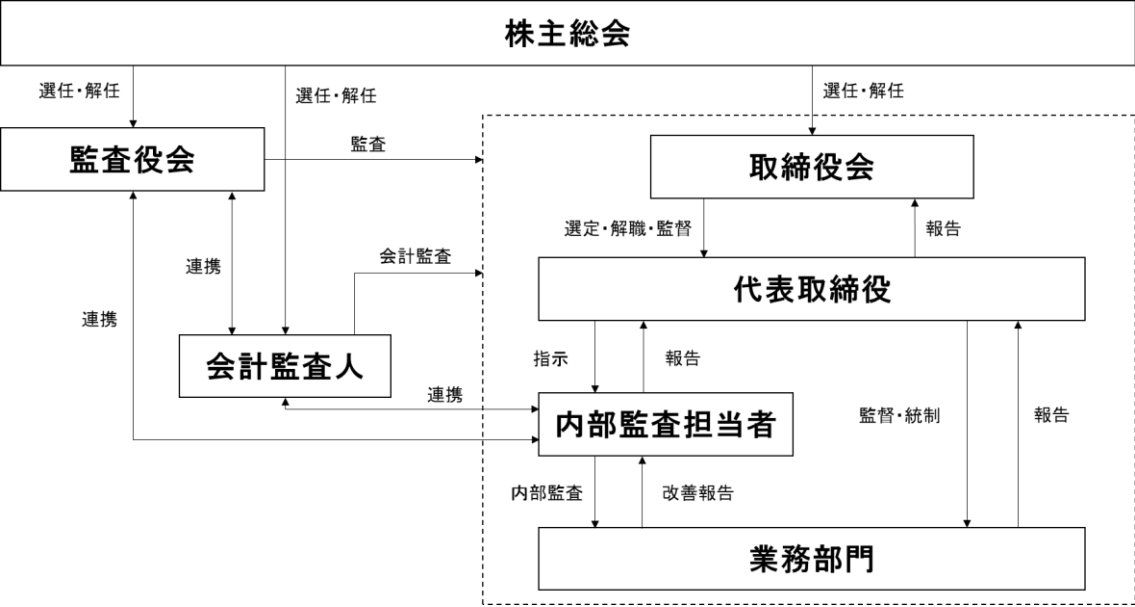 株主総会
選任・解任
選任・解任
選任・解任
監査役会
監査
取締役会
選定・解職・監督
報告
連携
会計監査
代表取締役
連携
会計監査人
指示
報告
連携
内部監査担当者
監督・統制
報告
内部監査
改善報告
業務部門